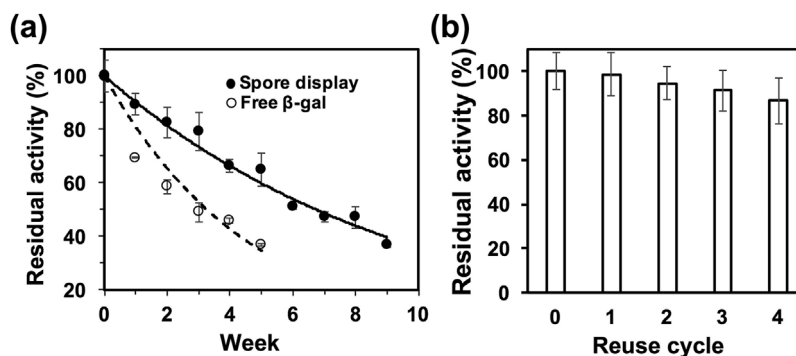 (a)
Residual activity (%)
100
80
60
40
20
Spore display
Free β-gal
0 2 4 6 8 10
Week
(b)
Residual activity (%)
100
80
60
40
20
0
0 1 2 3 4
Reuse cycle